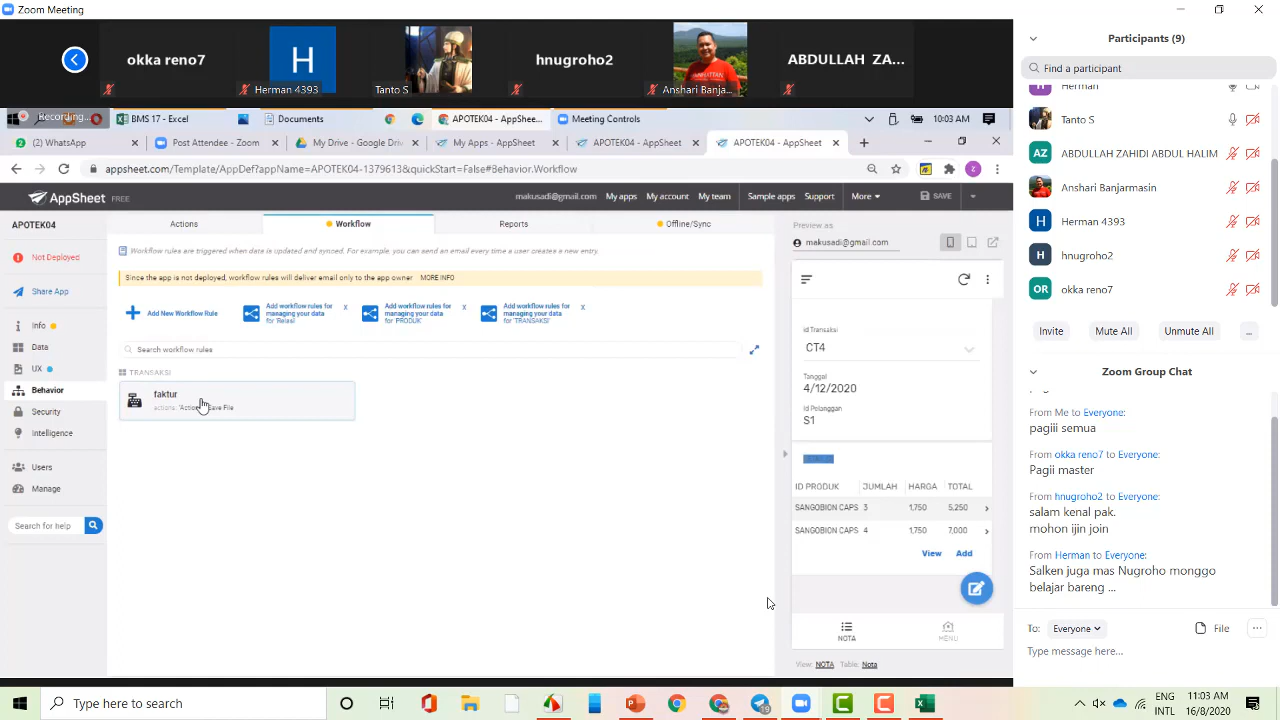 Zoom Meeting
okka reno7
H
Herman 4393
Tanto S
hnugroho2
Anshari Banja...
ABDULLAH ZA...
Participants (9)
Find a participant
Herman
Tanto S
AZ
ABDULLAH ZAHIDI ABDUL HALIM
Anshari Banjarmasin
H
Herman 4393
H
hnugroho2
OR
okka reno7
Invite
Mute All
Unmute All
...
Zoom Group Chat
From Me to Everyone:
pagiii semua
From okka reno7 to Everyone:
Pagii master
From hnugroho2 to Everyone:
salam kenal pak.
mohon ijin join
From Herman to Everyone:
Salken juga mas Nugroho monggo
belajar bareng ...
To:
Everyone
File
...
Type message here...
Recording...
BMS 17 - Excel
Documents
APOTEK04 - AppShee...
Meeting Controls
10:03 AM
(2) WhatsApp
Post Attendee - Zoom
My Drive - Google Driv
My Apps - AppSheet
APOTEK04 - AppSheet
APOTEK04 - AppSheet
appsheet.com/Template/AppDef?appName=APOTEK04-1379613&quickStart=False#Behavior.Workflow
z
AppSheet
FREE
makusadi@gmail.com
My apps
My account
My team
Sample apps
Support
More
SAVE
APOTEK04
Not Deployed
Share App
Info
Data
UX
Behavior
Security
Intelligence
Users
Manage
Search for help
Actions
Workflow
Reports
Offline/Sync
Workflow rules are triggered when data is updated and synced. For example, you can send an email every time a user creates a new entry.
Since the app is not deployed, workflow rules will deliver email only to the app owner
MORE INFO
Add New Workflow Rule
Add workflow rules for
managing your data
for 'Relasi'
x
Add workflow rules for
managing your data
for 'PRODUK'
x
Add workflow rules for
managing your data
for 'TRANSAKSI'
x
Search workflow rules
TRANSAKSI
faktur
actions:
Save File
Preview as
makusadi@gmail.com
Id Transaksi
CT4
Tanggal
4/12/2020
Id Pelanggan
S1
ID PRODUK
JUMLAH
HARGA
TOTAL
SANGOBION CAPS
3
1,750
5,250
SANGOBION CAPS
4
1,750
7,000
View
Add
NOTA
MENU
View: NOTA Table: Nota
Type here to search
19
INTL
ENG
11:03 AM
16/8/2020